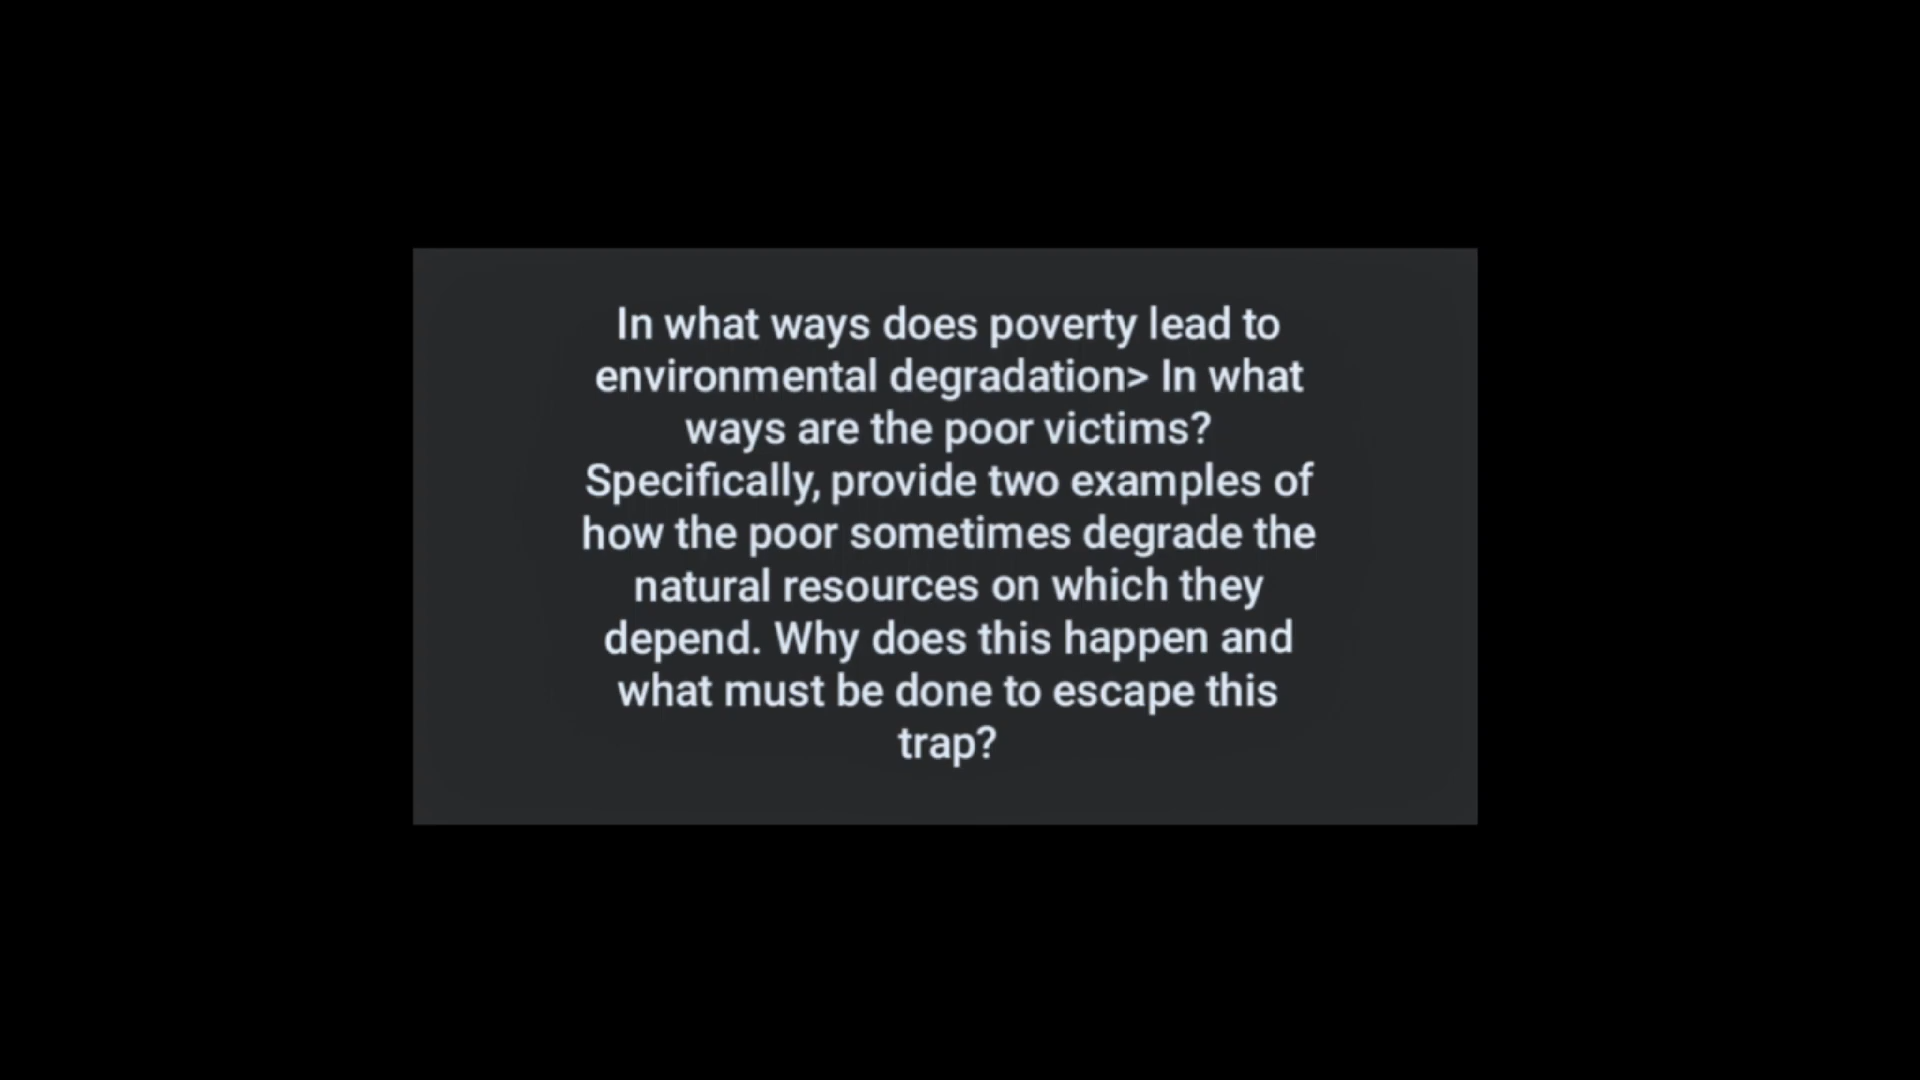 In what ways does poverty lead to
environmental degradation> In what
ways are the poor victims?
Specifically, provide two examples of
how the poor sometimes degrade the
natural resources on which they
depend. Why does this happen and
what must be done to escape this
trap?